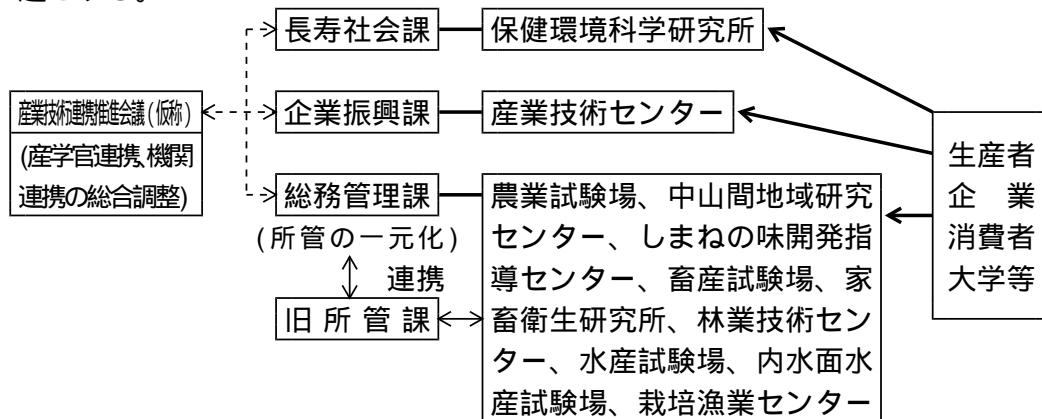 長寿社会課
保健環境科学研究所
産業技術連携推進会議(仮称)
(産学官連携、機関
連携の総合調整)
企業振興課
産業技術センター
総務管理課
(所管の一元化)
連携
旧所管課
農業試験場、中山間地域研究
センター、しまねの味開発指
導センター、畜産試験場、家
畜衛生研究所、林業技術セン
ター、水産試験場、内水面水
産試験場、栽培漁業センター
生産者
企業
消費者
大学等